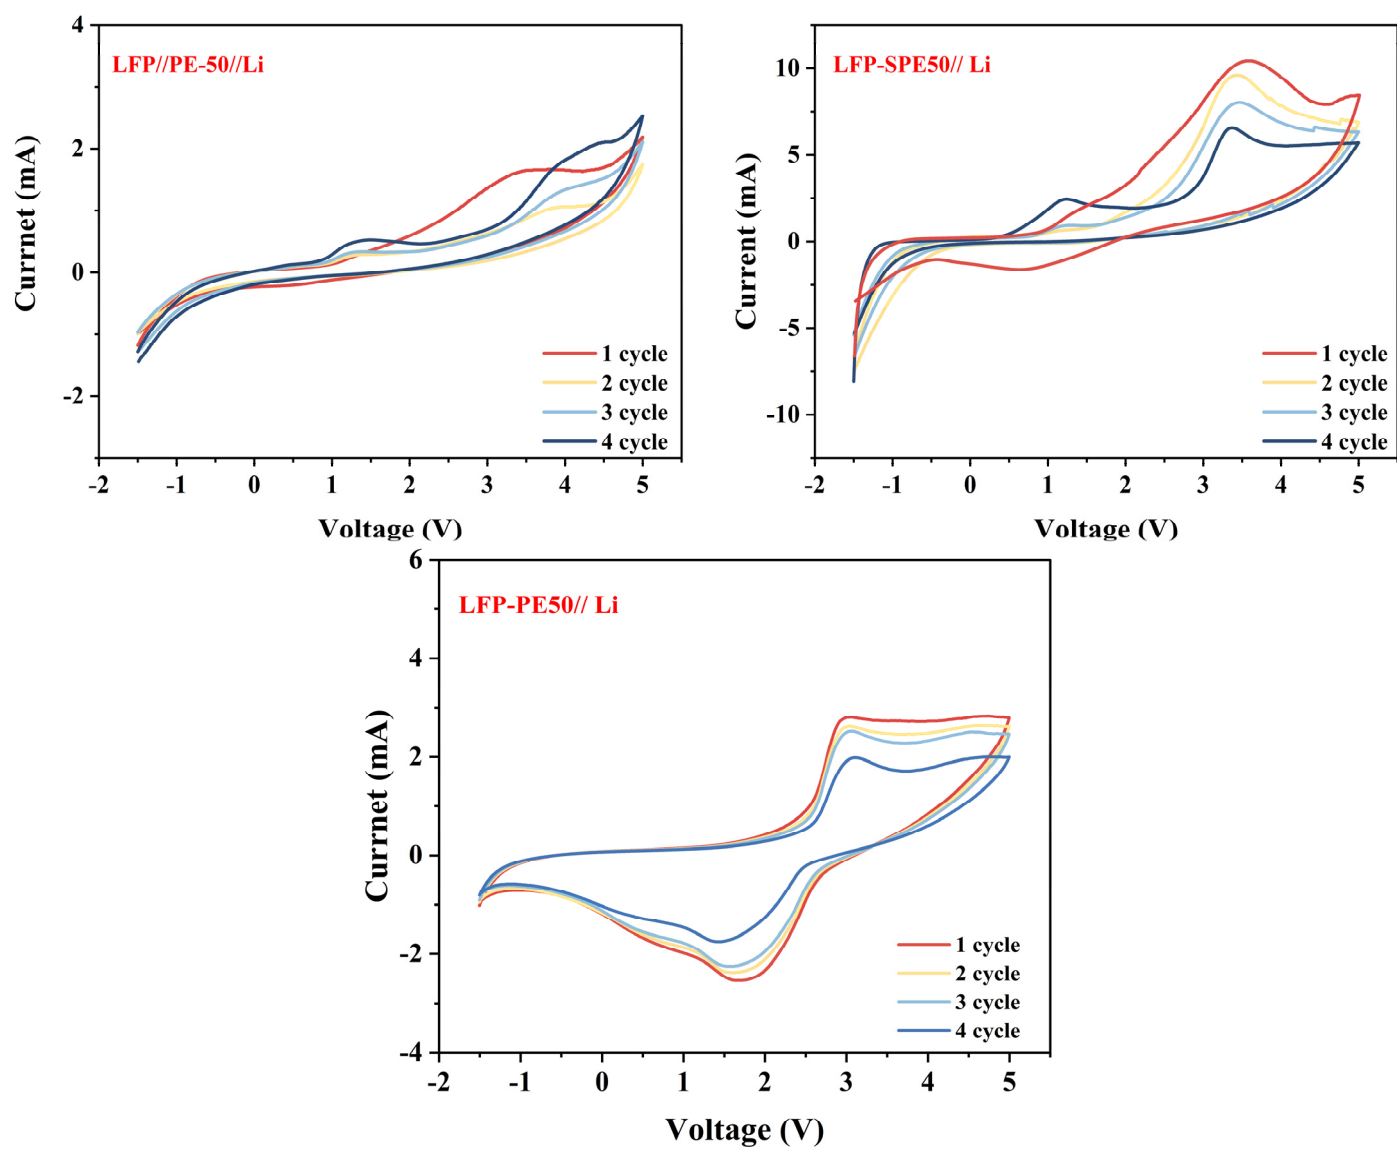 LFP//PE-50//Li
Currnet (mA)
4
2
0
-2
1 cycle
2 cycle
3 cycle
4 cycle
-2 -1 0 1 2 3 4 5
Voltage (V)
LFP-SPE50// Li
Current (mA)
10
5
0
-5
-10
1 cycle
2 cycle
3 cycle
4 cycle
-2 -1 0 1 2 3 4 5
Voltage (V)
LFP-PE50// Li
Currnet (mA)
6
4
2
0
-2
-4
1 cycle
2 cycle
3 cycle
4 cycle
-2 -1 0 1 2 3 4 5
Voltage (V)